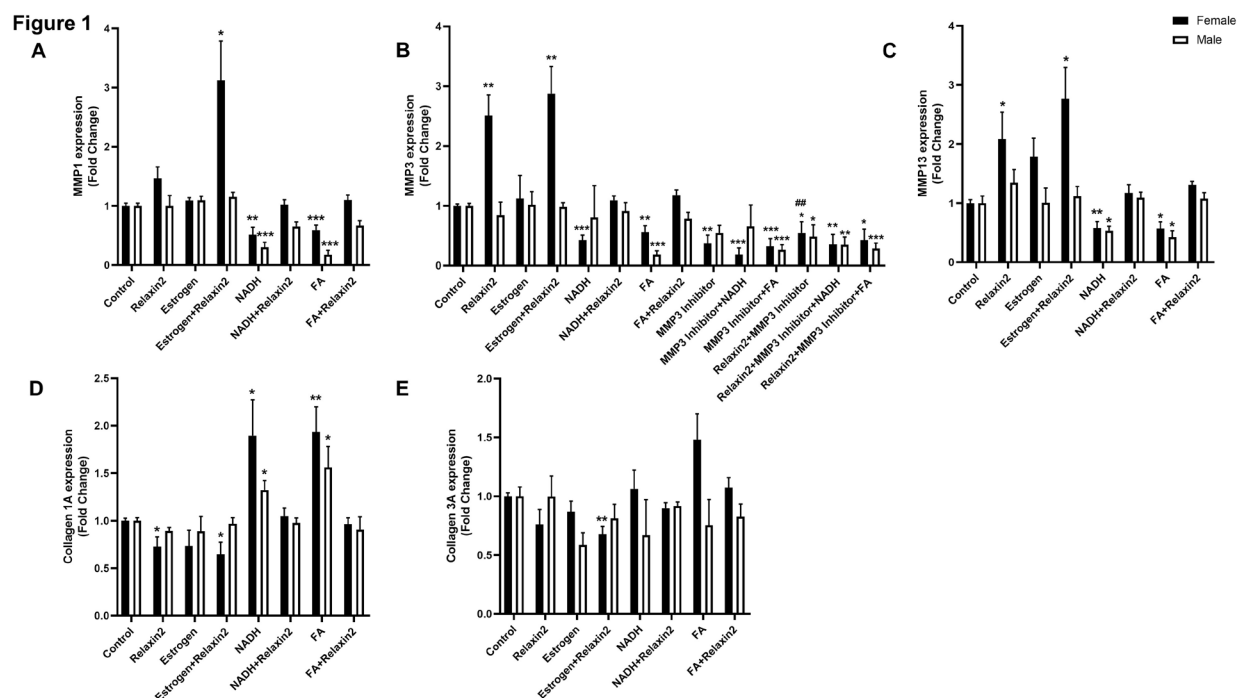 Figure 1
Female
Male
A
MMP1 expression
(Fold Change)
4
3
2
1
0
*
**
***
***
***
Control
Relaxin2
Estrogen
Estrogen+Relaxin2
NADH
NADH+Relaxin2
FA
FA+Relaxin2
B
MMP3 expression
(Fold Change)
4
3
2
1
0
**
**
***
**
***
**
***
***
***
##
*
*
**
**
*
***
Control
Relaxin2
Estrogen
Estrogen+Relaxin2
NADH
NADH+Relaxin2
FA
FA+Relaxin2
MMP3 Inhibitor
MMP3 Inhibitor+NADH
MMP3 Inhibitor+FA
Relaxin2+MMP3 Inhibitor
Relaxin2+MMP3 Inhibitor+NADH
Relaxin2+MMP3 Inhibitor+FA
C
MMP13 expression
(Fold Change)
4
3
2
1
0
*
*
**
*
*
*
Control
Relaxin2
Estrogen
Estrogen+Relaxin2
NADH
NADH+Relaxin2
FA
FA+Relaxin2
D
Collagen 1A expression
(Fold Change)
2.5
2.0
1.5
1.0
0.5
0.0
*
*
*
*
**
*
Control
Relaxin2
Estrogen
Estrogen+Relaxin2
NADH
NADH+Relaxin2
FA
FA+Relaxin2
E
Collagen 3A expression
(Fold Change)
2.0
1.5
1.0
0.5
0.0
**
Control
Relaxin2
Estrogen
Estrogen+Relaxin2
NADH
NADH+Relaxin2
FA
FA+Relaxin2